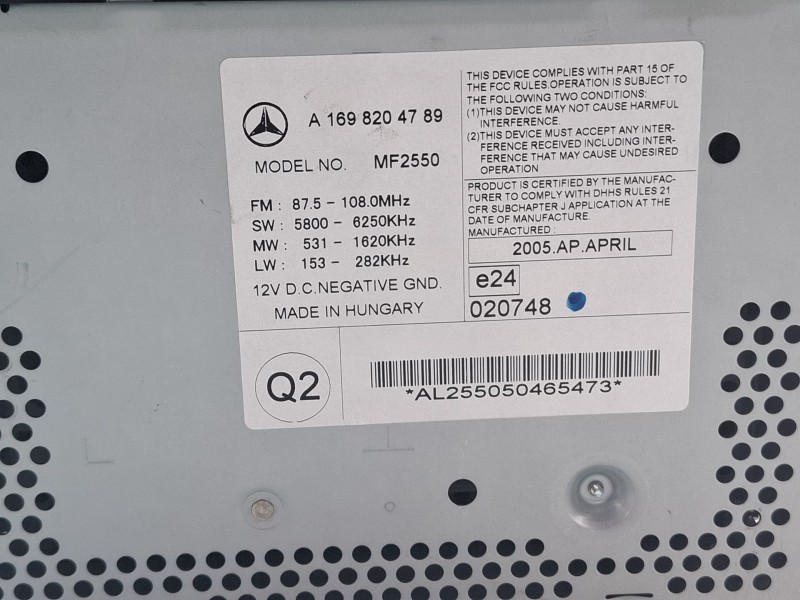 A 169 820 47 89
MODEL NO. MF2550
FM : 87.5 - 108.0MHz
SW : 5800 - 6250KHz
MW : 531 - 1620KHz
LW : 153 - 282KHz
12V D.C.NEGATIVE GND.
MADE IN HUNGARY
THIS DEVICE COMPLIES WITH PART 15 OF
THE FCC RULES.OPERATION IS SUBJECT TO
THE FOLLOWING TWO CONDITIONS:
(1)THIS DEVICE MAY NOT CAUSE HARMFUL
INTERFERENCE.
(2)THIS DEVICE MUST ACCEPT ANY INTER-
FERENCE RECEIVED INCLUDING INTER-
FERENCE THAT MAY CAUSE UNDESIRED
OPERATION
PRODUCT IS CERTIFIED BY THE MANUFAC-
TURER TO COMPLY WITH DHHS RULES 21
CFR SUBCHAPTER J APPLICATION AT THE
DATE OF MANUFACTURE.
MANUFACTURED :
2005.AP.APRIL
e24
020748
Q2
*AL255050465473*